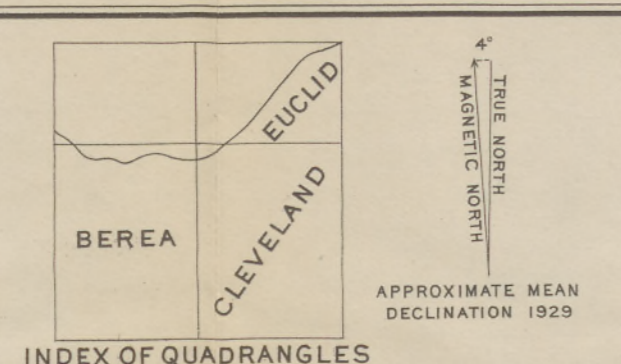 EUCLID
BEREA
CLEVELAND
INDEX OF QUADRANGLES
4°
TRUE NORTH
MAGNETIC NORTH
APPROXIMATE MEAN
DECLINATION 1929